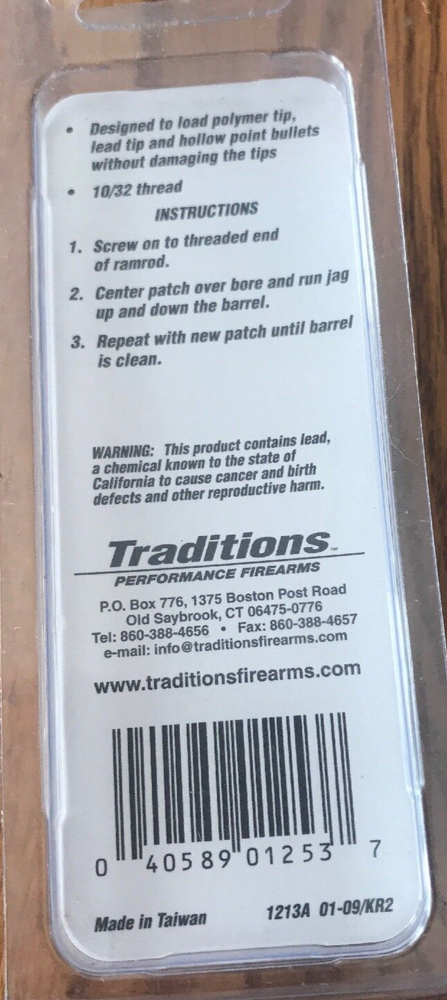 • Designed to load polymer tip,
lead tip and hollow point bullets
without damaging the tips
• 10/32 thread
INSTRUCTIONS
1. Screw on to threaded end
of ramrod.
2. Center patch over bore and run jag
up and down the barrel.
3. Repeat with new patch until barrel
is clean.
WARNING: This product contains lead,
a chemical known to the state of
California to cause cancer and birth
defects and other reproductive harm.
Traditions™
PERFORMANCE FIREARMS
P.O. Box 776, 1375 Boston Post Road
Old Saybrook, CT 06475-0776
Tel: 860-388-4656 • Fax: 860-388-4657
e-mail: info@traditionsfirearms.com
www.traditionsfirearms.com
0 40589 01253 7
Made in Taiwan 1213A 01-09/KR2